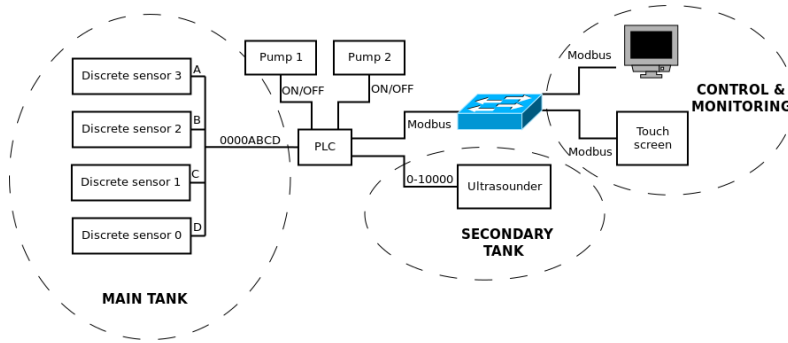 Pump 1
Pump 2
ON/OFF
ON/OFF
Discrete sensor 3
A
Discrete sensor 2
B
Discrete sensor 1
C
Discrete sensor 0
D
0000ABCD
PLC
MAIN TANK
Modbus
0-10000
Ultrasounder
SECONDARY
TANK
Modbus
CONTROL &
MONITORING
Touch
screen
Modbus